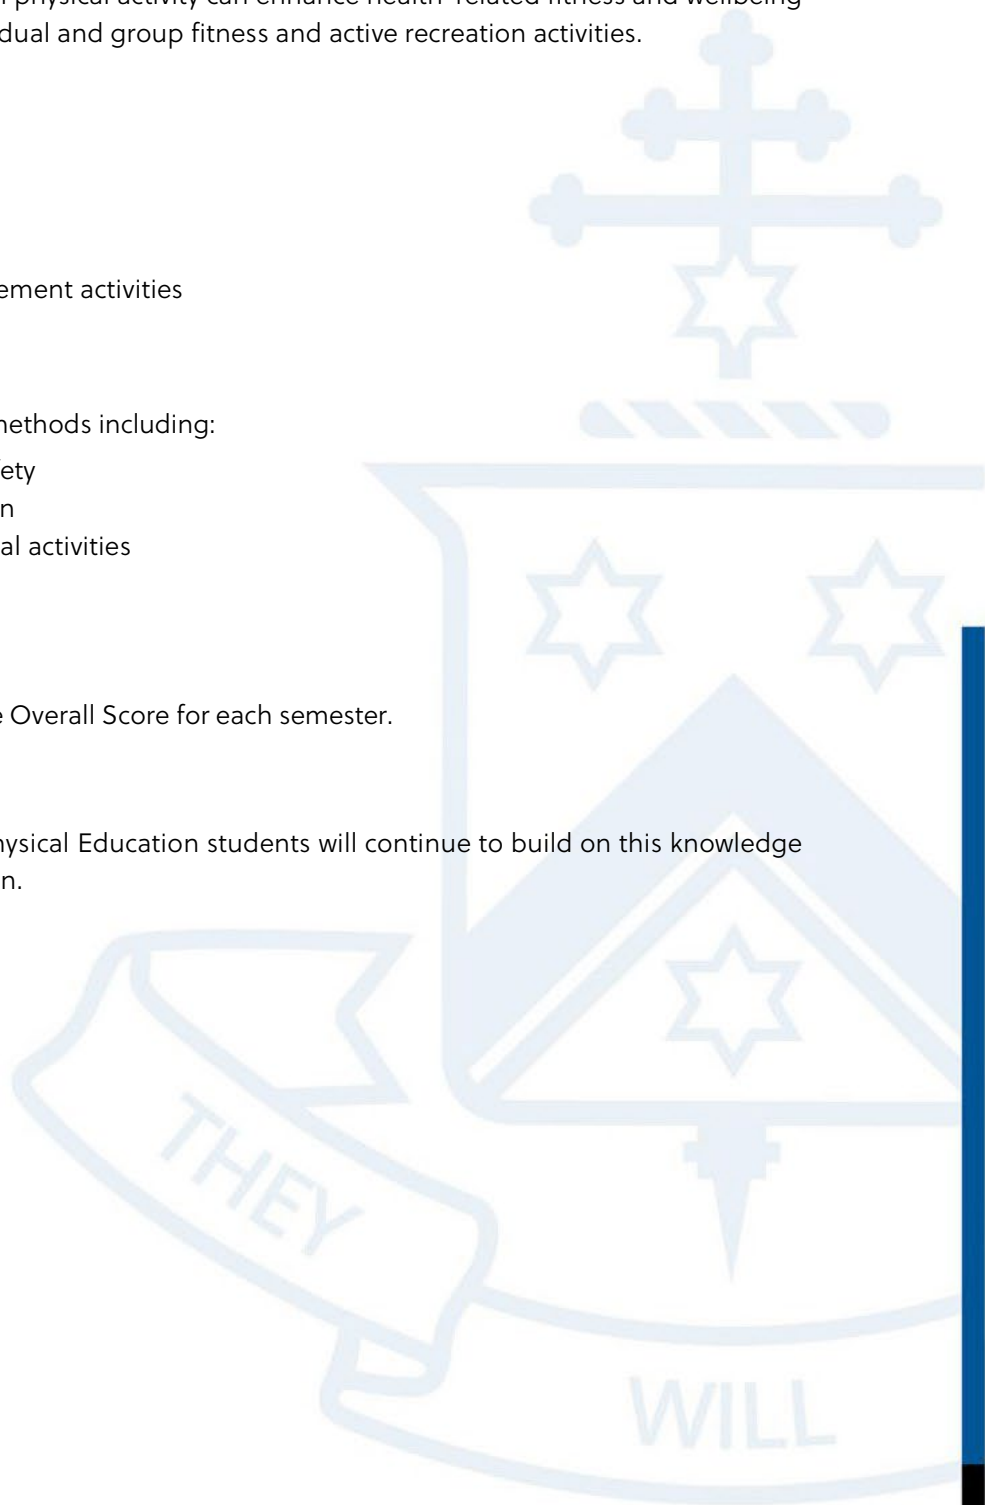 physical activity can enhance health-related fitness and wellbeing
dual and group fitness and active recreation activities.
ement activities
methods including:
ety
n
al activities
Overall Score for each semester.
hysical Education students will continue to build on this knowledge
n.
THEY
WILL